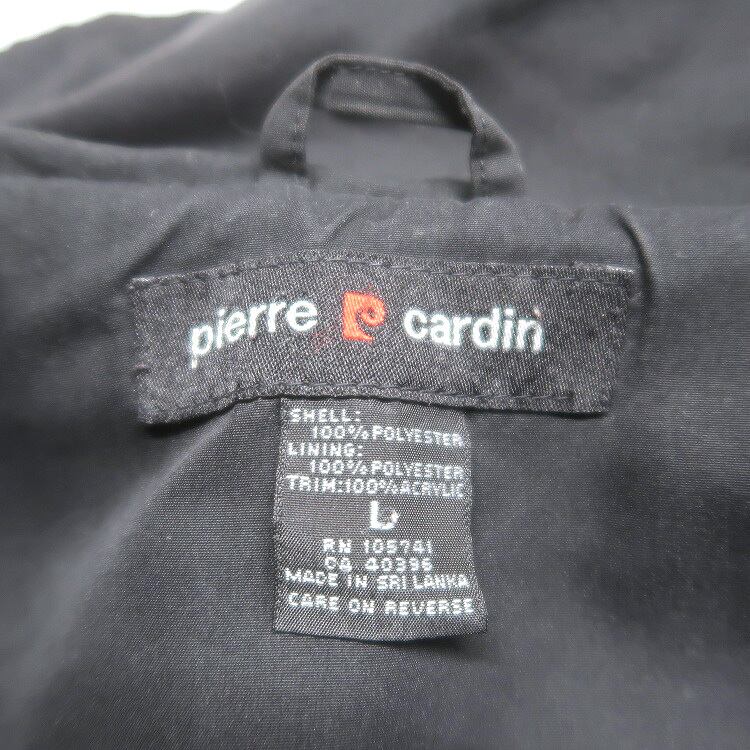 pierre cardin
SHELL:
100% POLYESTER
LINING:
100% POLYESTER
TRIM:100% ACRYLIC
L
RN 105741
CA 40396
MADE IN SRI LANKA
CARE ON REVERSE